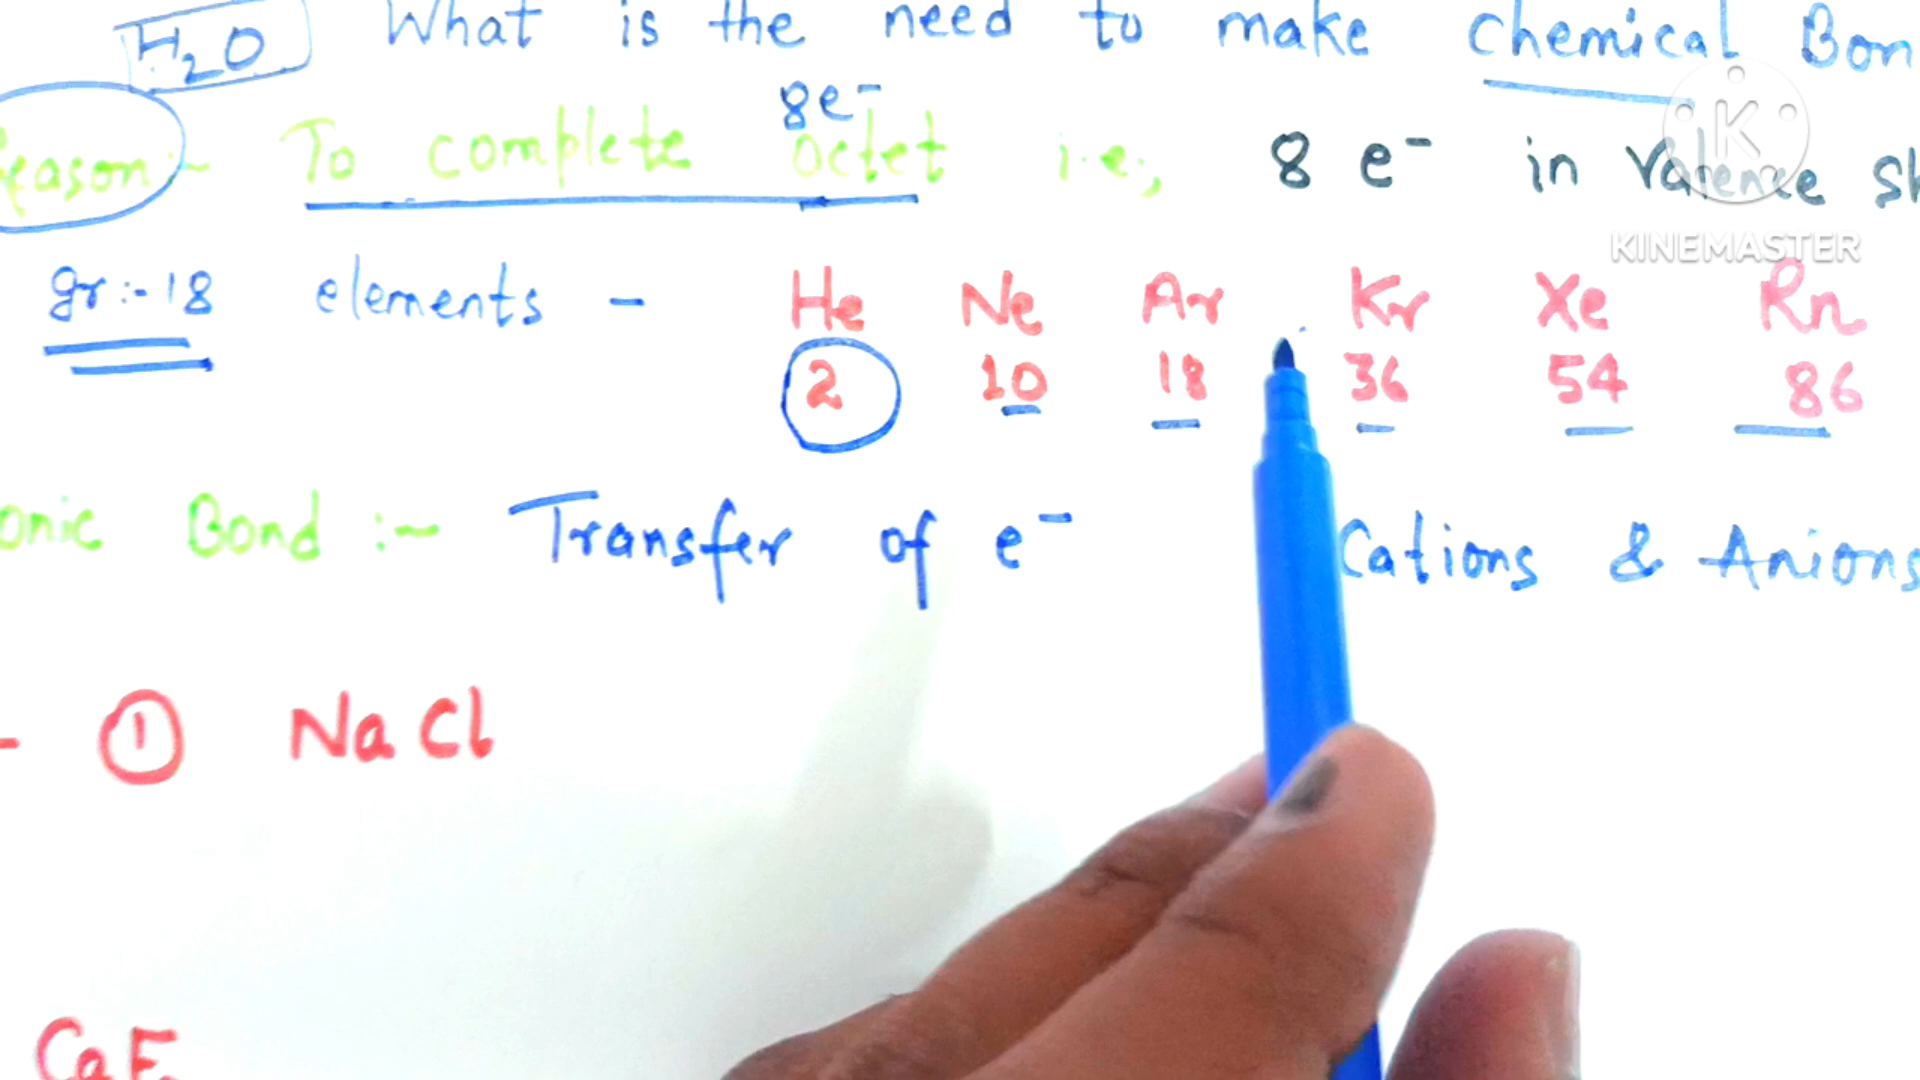 H2O What is the need to make chemical Bon
8e-
eason:- To complete octet i.e; 8 e- in valence sh
K
KINEMASTER
gr:-18 elements - He Ne Ar Kr Xe Rn
2 10 18 36 54 86
onic Bond :- Transfer of e- Cations & Anions
- 1 NaCl
CaF